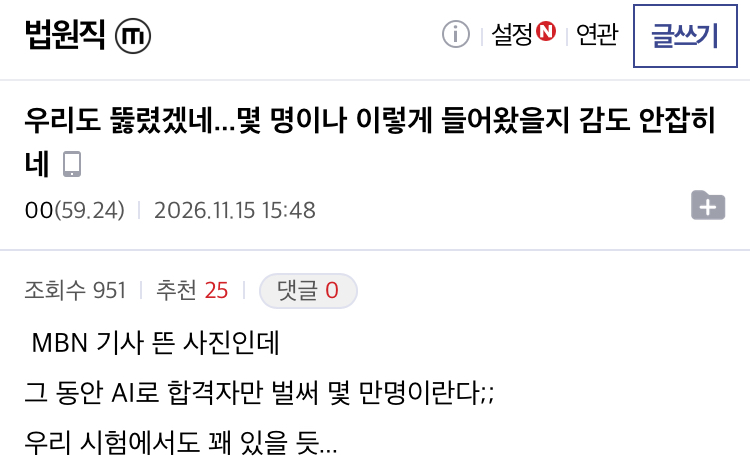 법원직 ⓜ
ⓘ 설정 N 연관 글쓰기
우리도 뚫렸겠네...몇 명이나 이렇게 들어왔을지 감도 안잡히
네
00(59.24) 2026.11.15 15:48
조회수 951 추천 25 댓글 0
MBN 기사 뜬 사진인데
그 동안 AI로 합격자만 벌써 몇 만명이란다;;
우리 시험에서도 꽤 있을 듯...